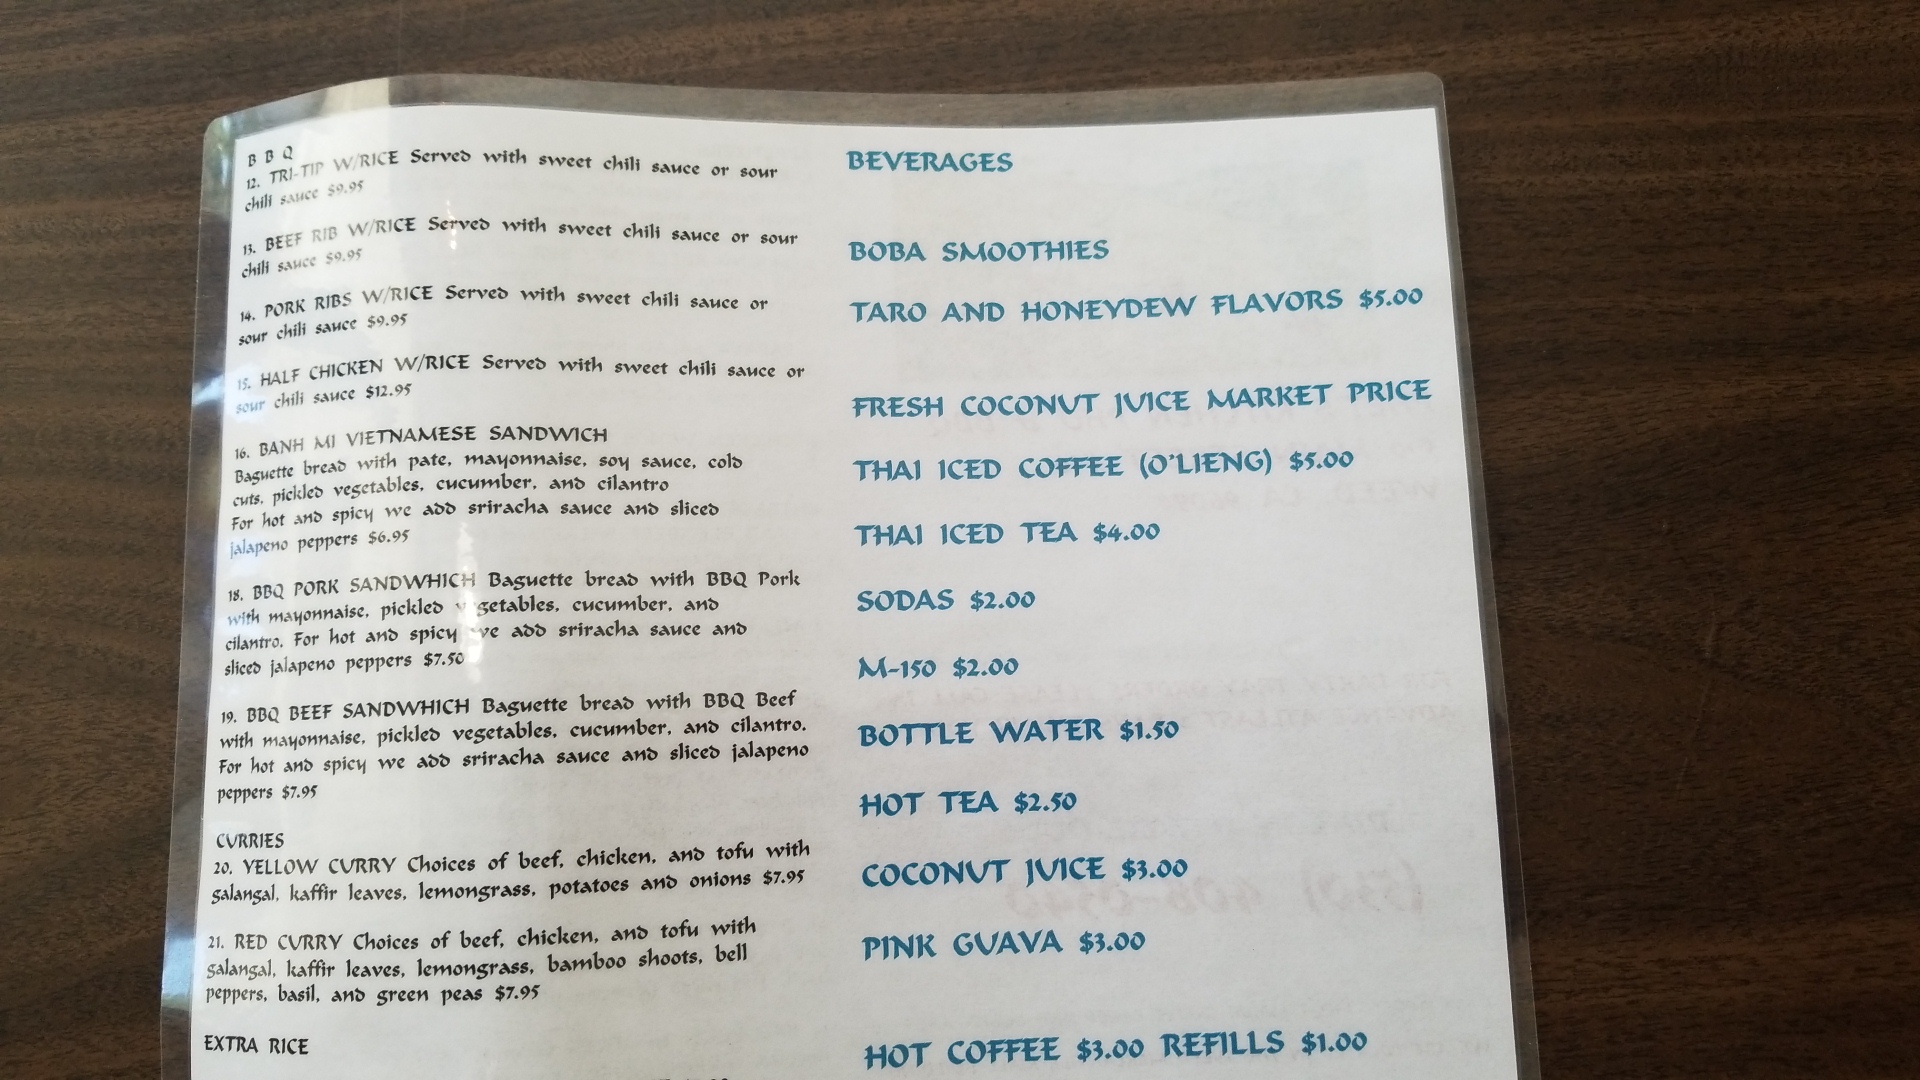 B B Q
12. TRI-TIP W/RICE Served with sweet chili sauce or sour
chili sauce $9.95
13. BEEF RIB W/RICE Served with sweet chili sauce or sour
chili sauce $9.95
14. PORK RIBS W/RICE Served with sweet chili sauce or
sour chili sauce $9.95
15. HALF CHICKEN W/RICE Served with sweet chili sauce or
sour chili sauce $12.95
16. BANH MI VIETNAMESE SANDWICH
Baguette bread with pate, mayonnaise, soy sauce, cold
cuts, pickled vegetables, cucumber, and cilantro
For hot and spicy we add sriracha sauce and sliced
jalapeno peppers $6.95
18. BBQ PORK SANDWHICH Baguette bread with BBQ Pork
with mayonnaise, pickled vegetables, cucumber, and
cilantro. For hot and spicy we add sriracha sauce and
sliced jalapeno peppers $7.50
19. BBQ BEEF SANDWHICH Baguette bread with BBQ Beef
with mayonnaise, pickled vegetables, cucumber, and cilantro.
For hot and spicy we add sriracha sauce and sliced jalapeno
peppers $7.95
CURRIES
20. YELLOW CURRY Choices of beef, chicken, and tofu with
galangal, kaffir leaves, lemongrass, potatoes and onions $7.95
21. RED CURRY Choices of beef, chicken, and tofu with
galangal, kaffir leaves, lemongrass, bamboo shoots, bell
peppers, basil, and green peas $7.95
EXTRA RICE
BEVERAGES
BOBA SMOOTHIES
TARO AND HONEYDEW FLAVORS $5.00
FRESH COCONUT JUICE MARKET PRICE
THAI ICED COFFEE (O'LIENG) $5.00
THAI ICED TEA $4.00
SODAS $2.00
M-150 $2.00
BOTTLE WATER $1.50
HOT TEA $2.50
COCONUT JUICE $3.00
PINK GUAVA $3.00
HOT COFFEE $3.00 REFILLS $1.00